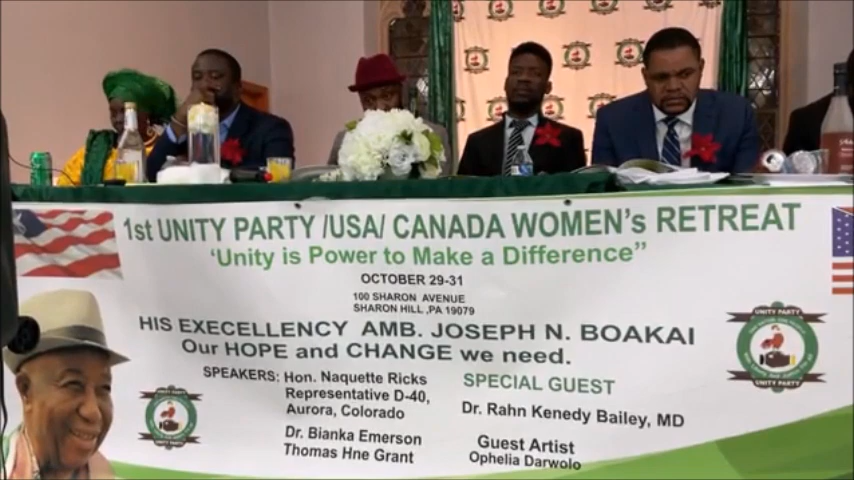 1st UNITY PARTY /USA/ CANADA WOMEN's RETREAT
'Unity is Power to Make a Difference"
OCTOBER 29-31
100 SHARON AVENUE
SHARON HILL ,PA 19079
HIS EXECELLENCY AMB. JOSEPH N. BOAKAI
Our HOPE and CHANGE we need.
SPEAKERS: Hon. Naquette Ricks
Representative D-40,
Aurora, Colorado
Dr. Bianka Emerson
Thomas Hne Grant
SPECIAL GUEST
Dr. Rahn Kenedy Bailey, MD
Guest Artist
Ophelia Darwolo
UNITY PARTY
UNITY PARTY